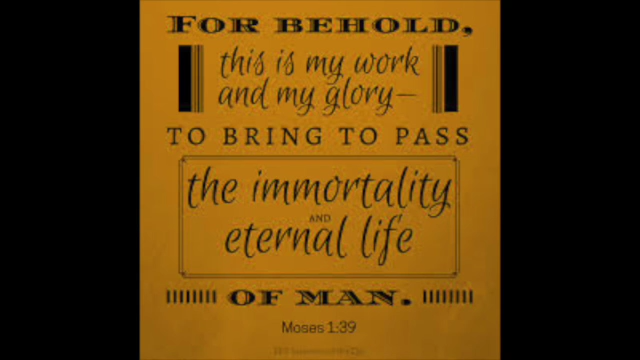 FOR BEHOLD,
this is my work
and my glory—
TO BRING TO PASS
the immortality
AND
eternal life
OF MAN.
Moses 1:39